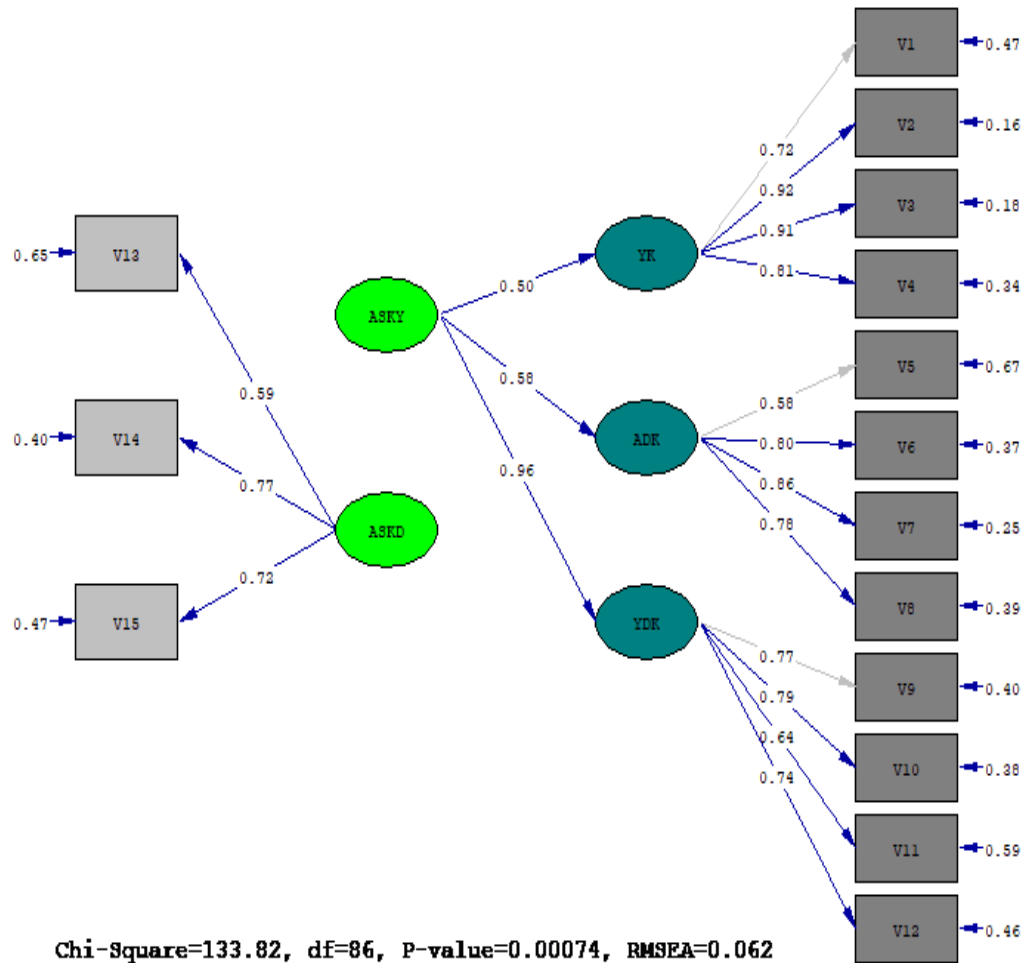 V1
0.47
V2
0.16
0.72
0.92
V3
0.18
0.91
0.65
V13
YK
0.81
V4
0.34
0.50
ASKY
V5
0.67
0.58
0.58
0.59
0.40
V14
ADK
0.80
V6
0.37
0.96
0.86
0.77
0.78
V7
0.25
ASKD
0.72
V8
0.39
0.47
V15
YDK
0.77
V9
0.40
0.79
0.64
V10
0.38
0.74
V11
0.59
V12
0.46
Chi-Square=133.82, df=86, P-value=0.00074, RMSEA=0.062